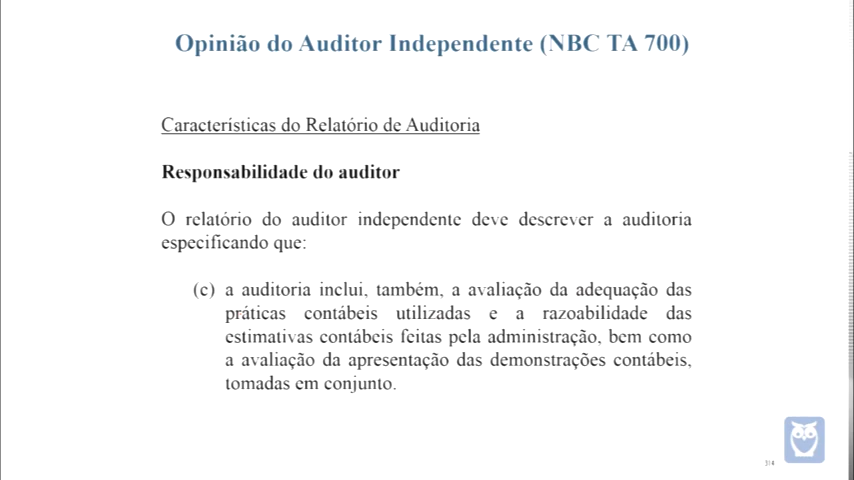 Opinião do Auditor Independente (NBC TA 700)
Características do Relatório de Auditoria
Responsabilidade do auditor
O relatório do auditor independente deve descrever a auditoria
especificando que:
(c) a auditoria inclui, também, a avaliação da adequação das
práticas contábeis utilizadas e a razoabilidade das
estimativas contábeis feitas pela administração, bem como
a avaliação da apresentação das demonstrações contábeis,
tomadas em conjunto.
314